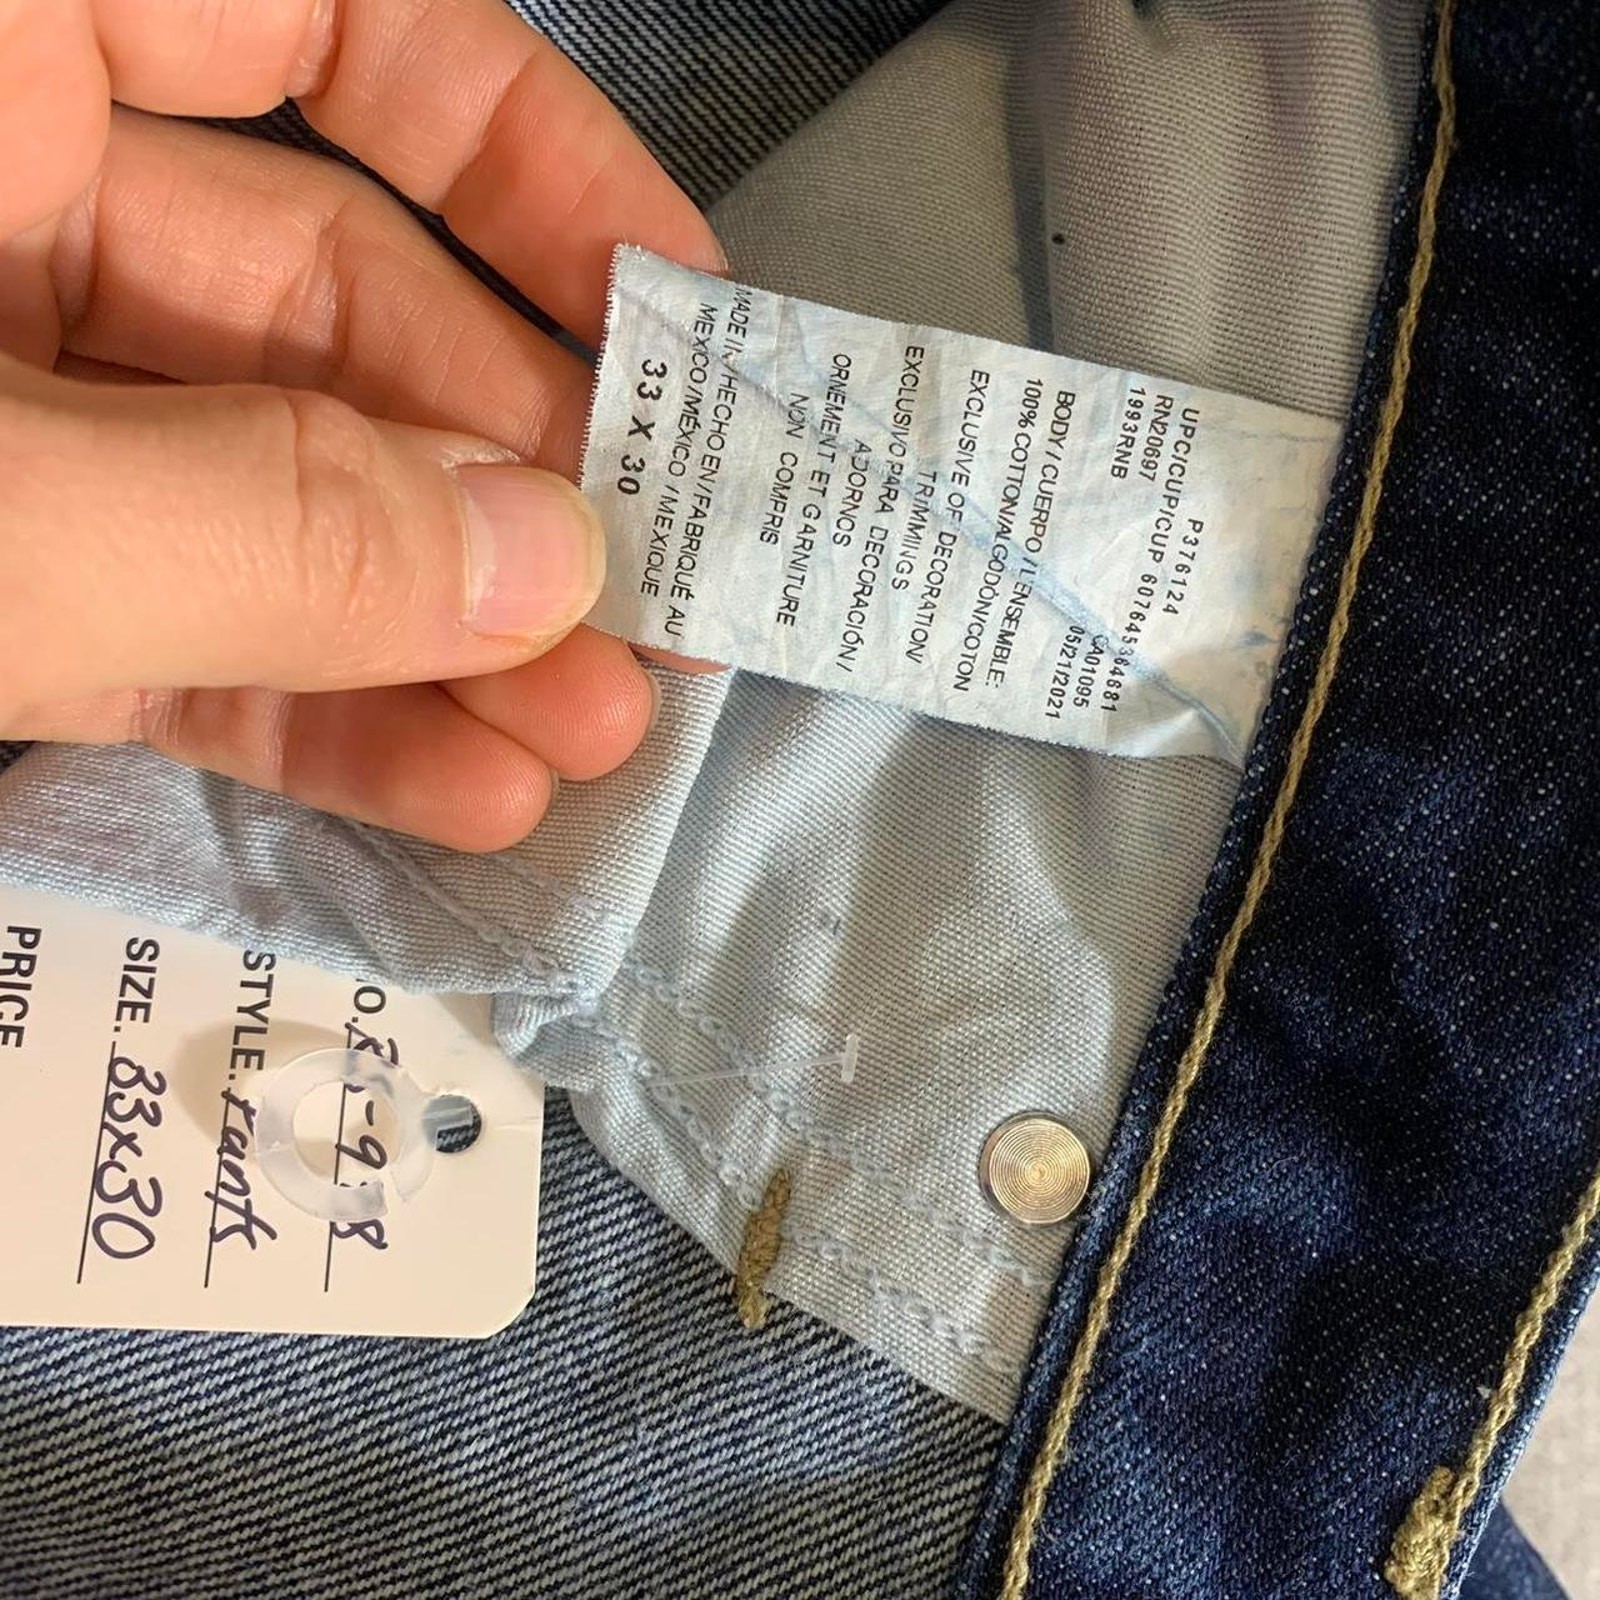 UPC/CUP/CUP 607645364681
P376124
RN20697
CA01095
1993RNB
05/21/2021
BODY / CUERPO / L'ENSEMBLE:
100% COTTON/ALGODÓN/COTON
EXCLUSIVE OF DECORATION/
TRIMMINGS
EXCLUSIVO PARA DECORACIÓN/
ADORNOS
ORNEMENT ET GARNITURE
NON COMPRIS
MADE IN/HECHO EN/FABRIQUÉ AU
MEXICO/MÉXICO / MEXIQUE
33 X 30
STYLE. Pants
SIZE. 33x30
PRICE